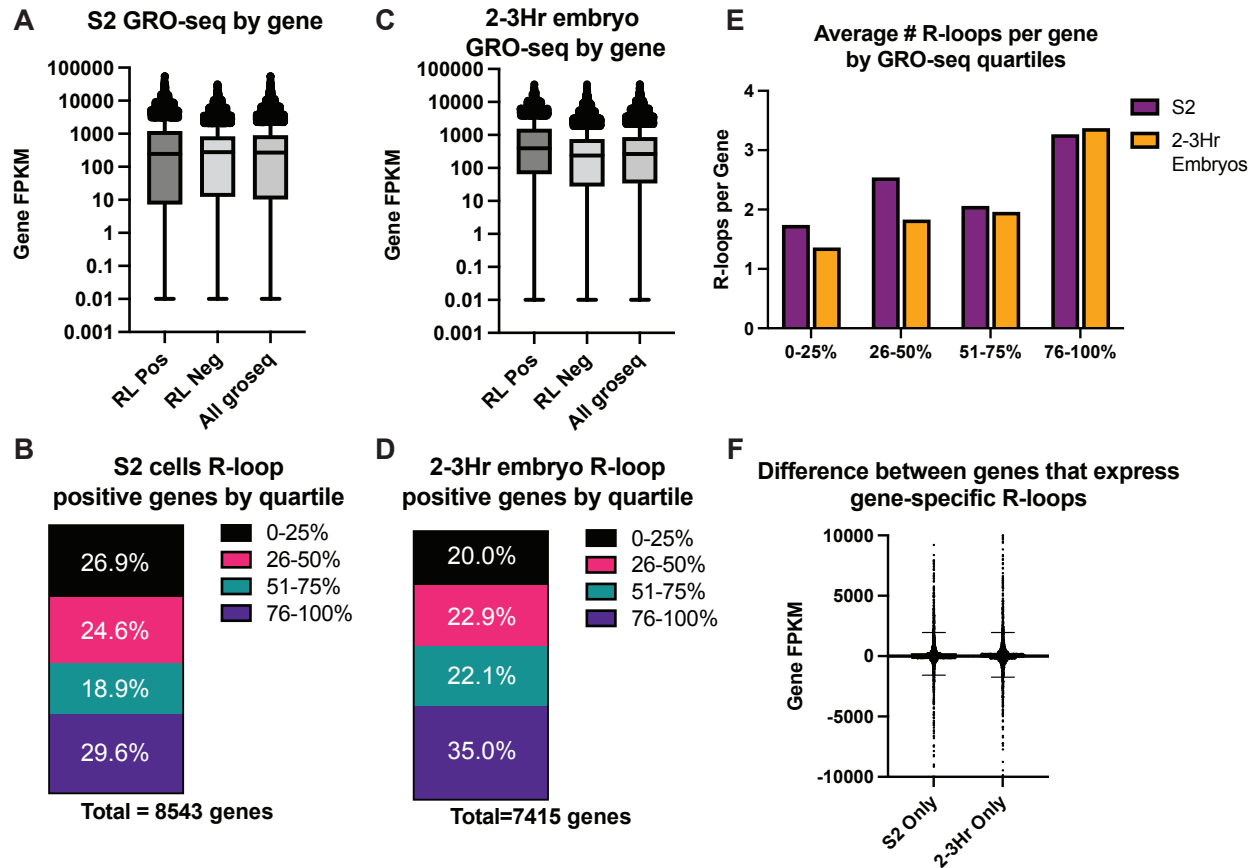 A
S2 GRO-seq by gene
Gene FPKM
100000
10000
1000
100
10
1
0.1
0.01
0.001
RL Pos
RL Neg
All groseq
C
2-3Hr embryo
GRO-seq by gene
Gene FPKM
100000
10000
1000
100
10
1
0.1
0.01
0.001
RL Pos
RL Neg
All groseq
E
Average # R-loops per gene
by GRO-seq quartiles
R-loops per Gene
4
3
2
1
0
0-25%
26-50%
51-75%
76-100%
S2
2-3Hr
Embryos
B
S2 cells R-loop
positive genes by quartile
26.9%
24.6%
18.9%
29.6%
0-25%
26-50%
51-75%
76-100%
Total = 8543 genes
D
2-3Hr embryo R-loop
positive genes by quartile
20.0%
22.9%
22.1%
35.0%
0-25%
26-50%
51-75%
76-100%
Total=7415 genes
F
Difference between genes that express
gene-specific R-loops
Gene FPKM
10000
5000
0
-5000
-10000
S2 Only
2-3Hr Only